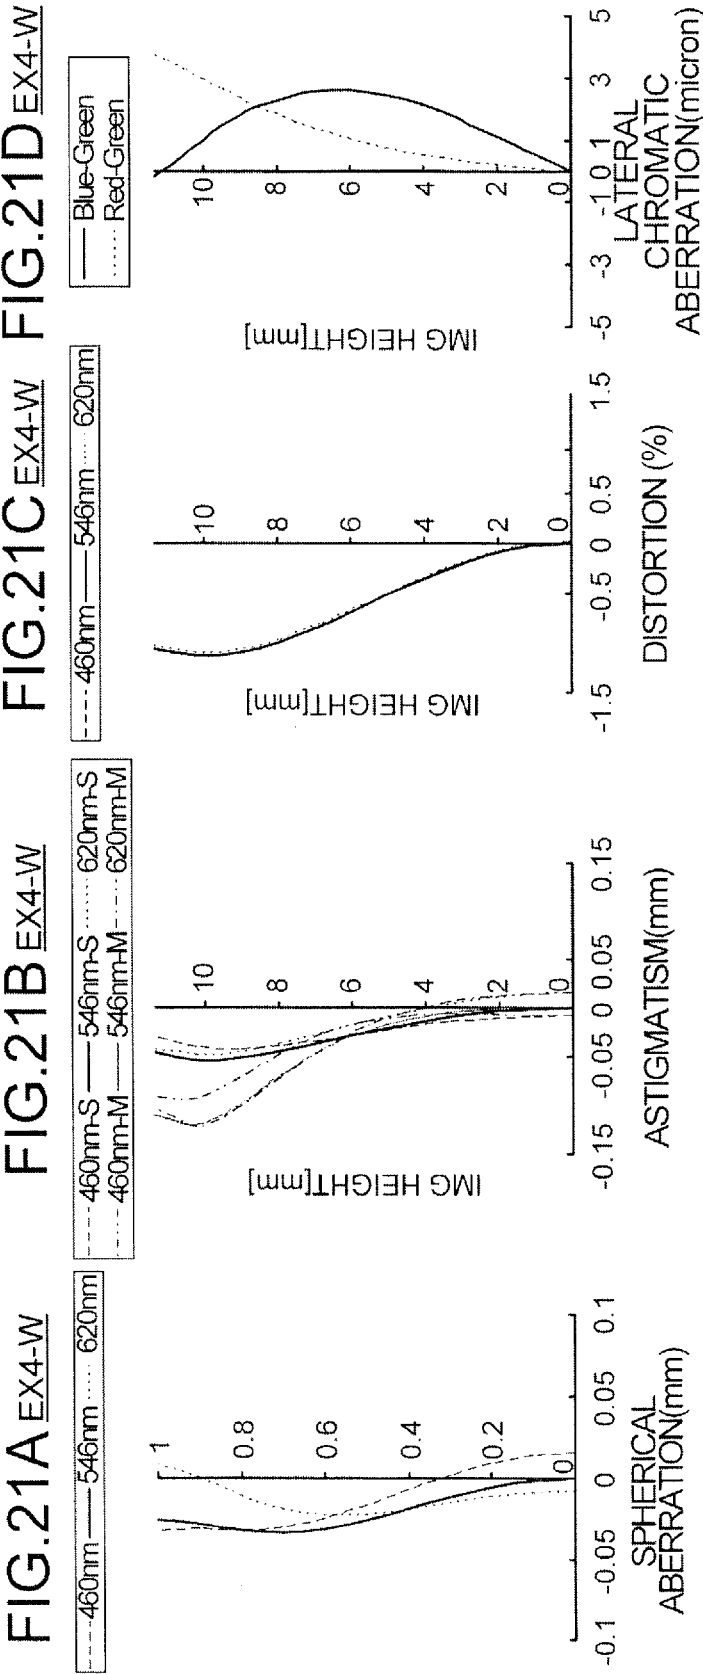 FIG.21A EX4-W
460nm 546nm 620nm
1
0.8
0.6
0.4
0.2
0
-0.1 -0.05 0 0.05 0.1
SPHERICAL
ABERRATION(mm)
FIG.21B EX4-W
460nm-S 546nm-S 620nm-S
460nm-M 546nm-M 620nm-M
IMG HEIGHT[mm]
10
8
6
4
2
0
-0.15 -0.05 0 0.05 0.15
ASTIGMATISM(mm)
FIG.21C EX4-W
460nm 546nm 620nm
IMG HEIGHT[mm]
10
8
6
4
2
0
-1.5 -0.5 0 0.5 1.5
DISTORTION (%)
FIG.21D EX4-W
Blue-Green
Red-Green
IMG HEIGHT[mm]
10
8
6
4
2
0
-5 -3 -1 0 1 3 5
LATERAL
CHROMATIC
ABERRATION(micron)